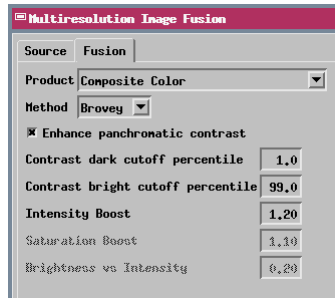 Multiresolution Image Fusion
Source Fusion
Product Composite Color
Method Brovey
Enhance panchromatic contrast
Contrast dark cutoff percentile 1.0
Contrast bright cutoff percentile 99.0
Intensity Boost 1.20
Saturation Boost 1.10
Brightness vs Intensity 0.20